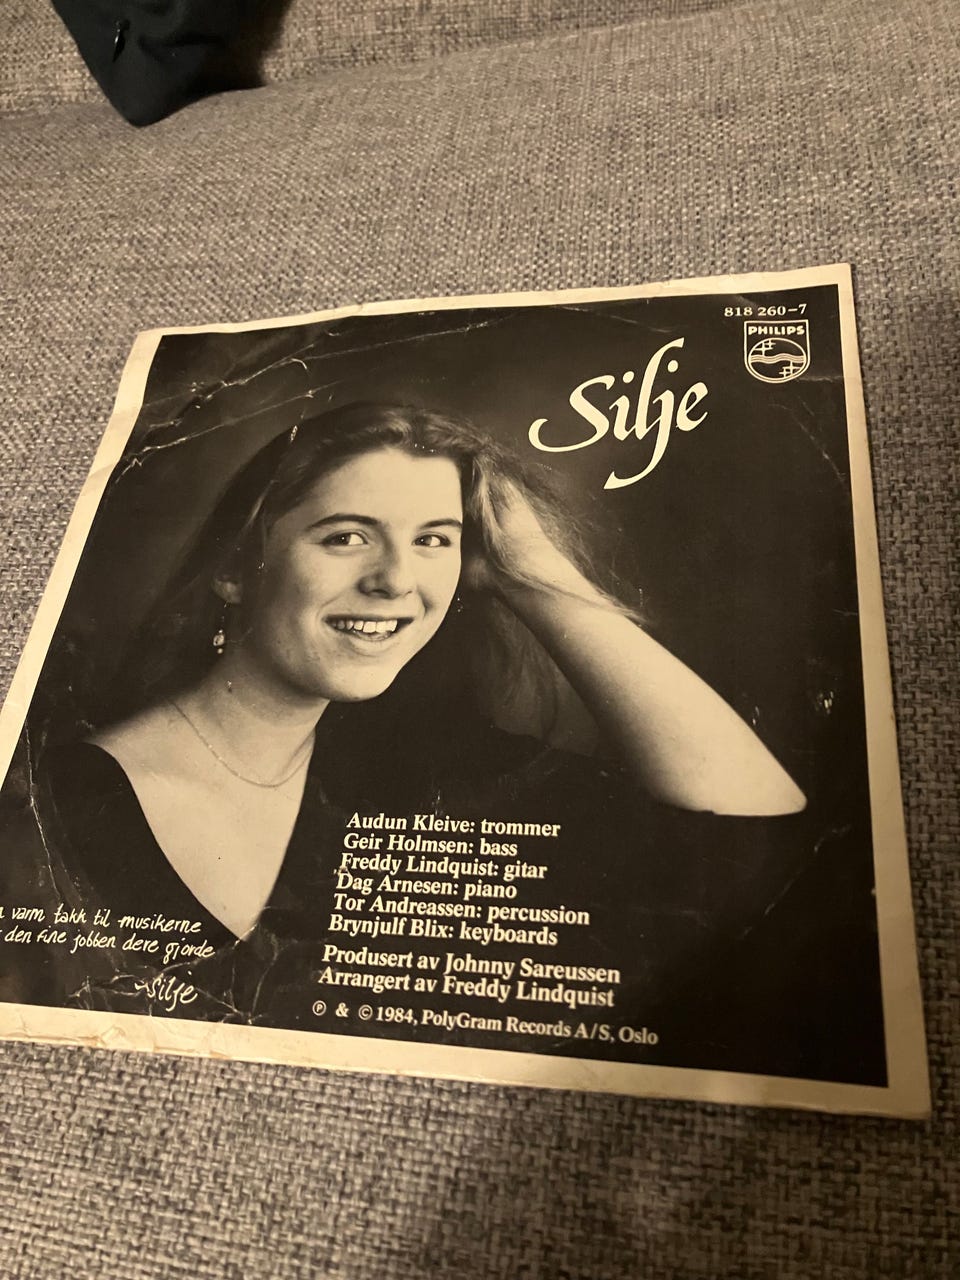 818 260-7
PHILIPS
Silje
Audun Kleive: trommer
Geir Holmsen: bass
Freddy Lindquist: gitar
Dag Arnesen: piano
Tor Andreassen: percussion
Brynjulf Blix: keyboards
Produsert av Johnny Sareussen
Arrangert av Freddy Lindquist
℗ & © 1984, PolyGram Records A/S, Oslo
varm takk til musikerne
den fine jobben dere gjorde
~silje